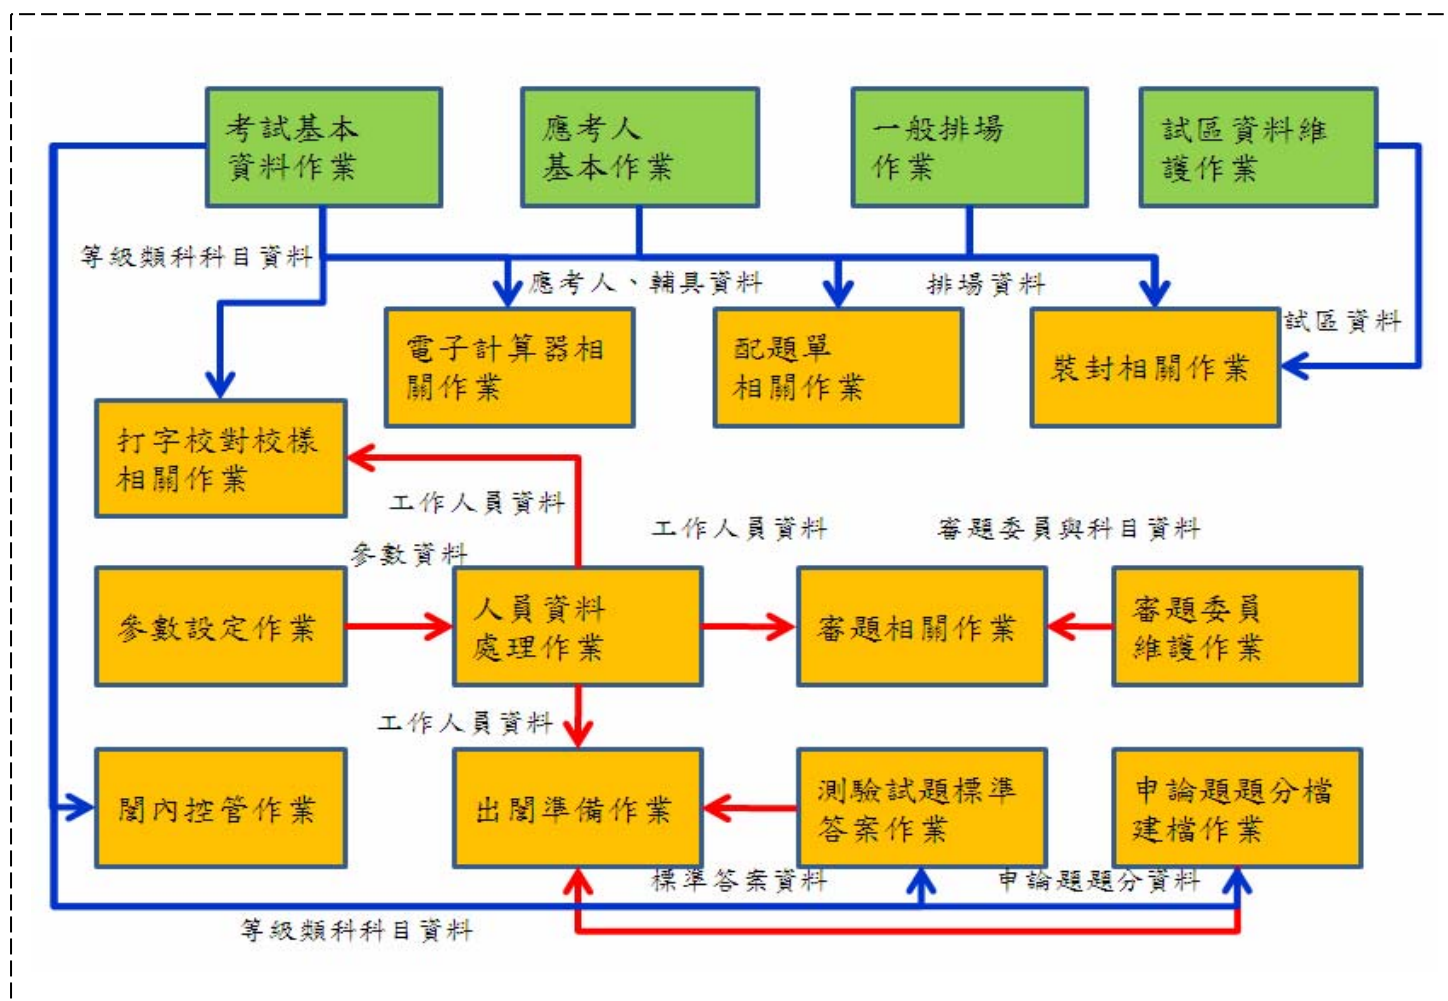 考試基本
資料作業
應考人
基本作業
一般排場
作業
試區資料維
護作業
等級類科科目資料
應考人、輔具資料
排場資料
試區資料
電子計算器相
關作業
配題單
相關作業
裝封相關作業
打字校對校樣
相關作業
工作人員資料
工作人員資料
審題委員與科目資料
參數資料
參數設定作業
人員資料
處理作業
審題相關作業
審題委員
維護作業
工作人員資料
闈內控管作業
出闈準備作業
測驗試題標準
答案作業
申論題題分檔
建檔作業
標準答案資料
申論題題分資料
等級類科科目資料